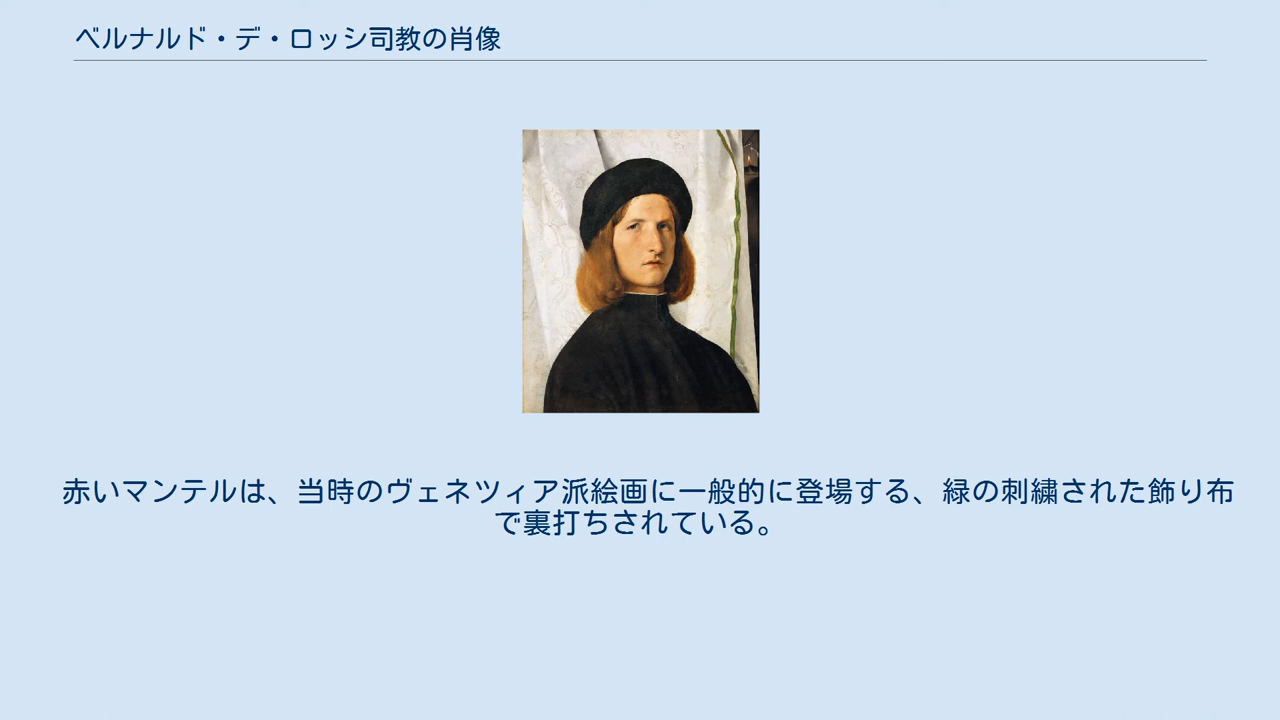 ベルナルド・デ・ロッシ司教の肖像
赤いマンテルは、当時のヴェネツィア派絵画に一般的に登場する、緑の刺繍された飾り布
で裏打ちされている。